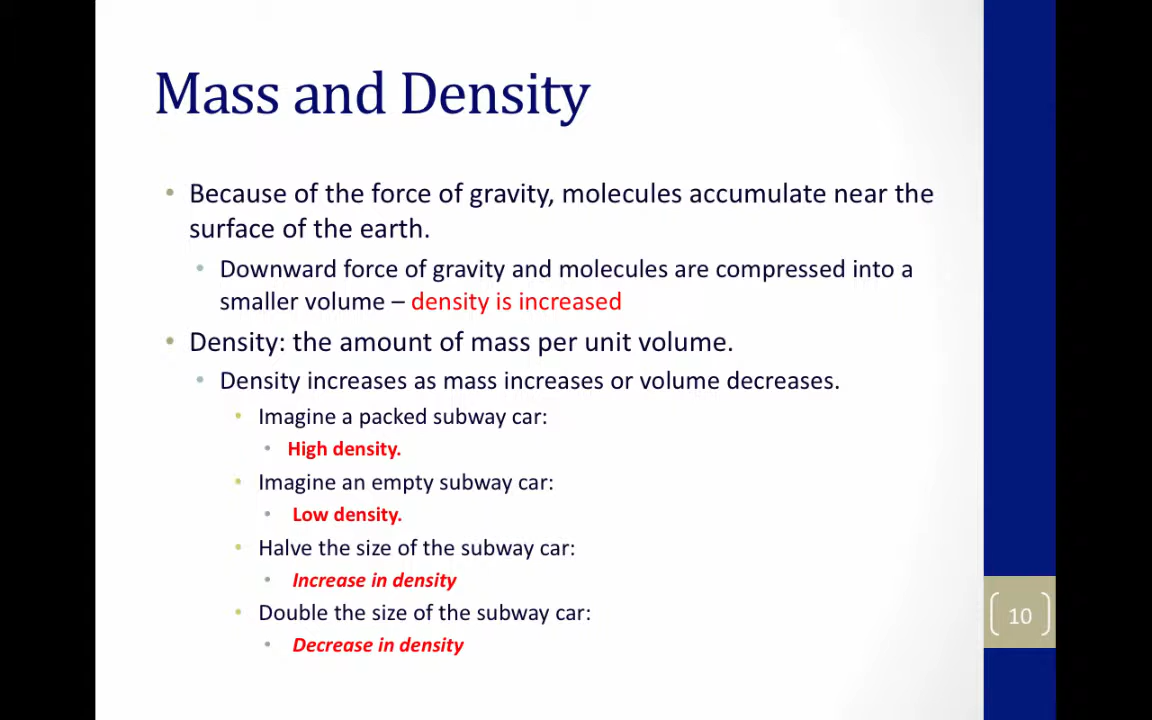 Mass and Density
• Because of the force of gravity, molecules accumulate near the
surface of the earth.
• Downward force of gravity and molecules are compressed into a
smaller volume – density is increased
• Density: the amount of mass per unit volume.
• Density increases as mass increases or volume decreases.
• Imagine a packed subway car:
• High density.
• Imagine an empty subway car:
• Low density.
• Halve the size of the subway car:
• Increase in density
• Double the size of the subway car:
• Decrease in density
10